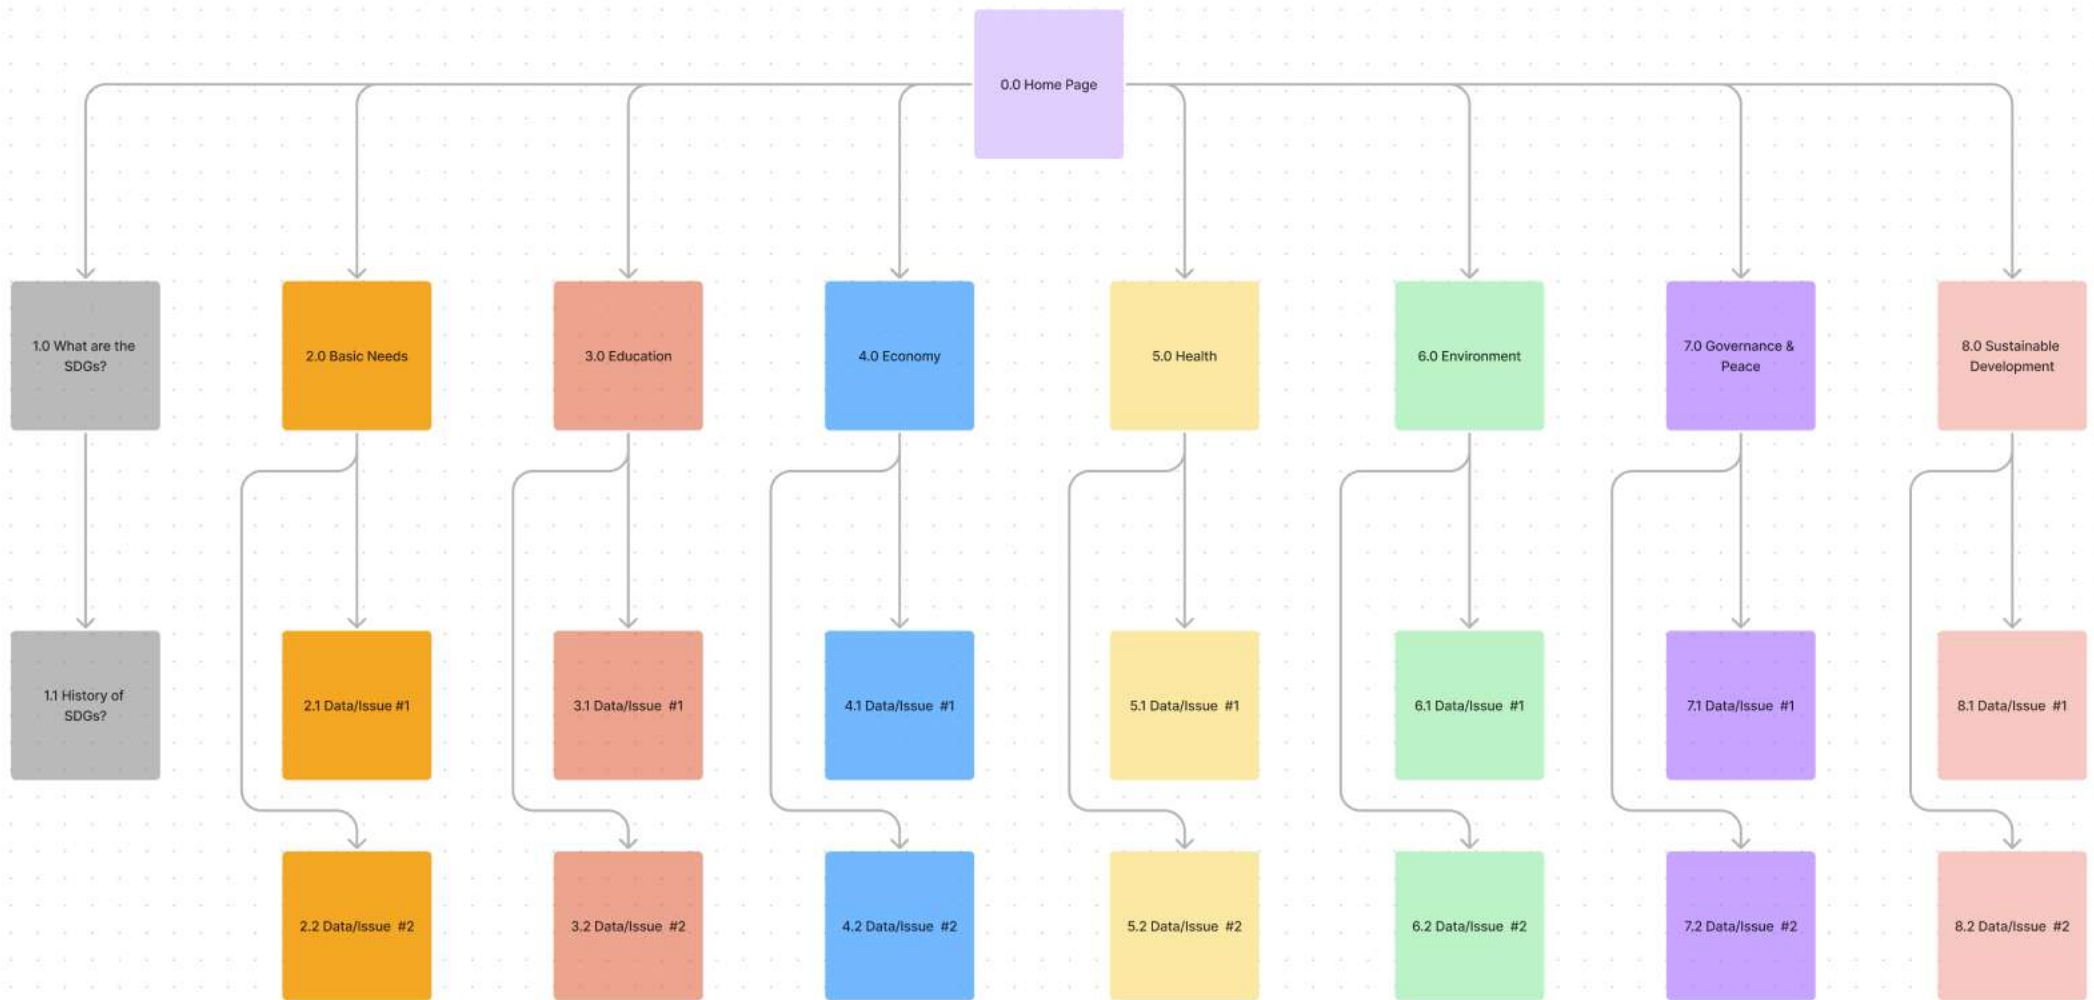 0.0 Home Page
1.0 What are the
SDGs?
2.0 Basic Needs
3.0 Education
4.0 Economy
5.0 Health
6.0 Environment
7.0 Governance &
Peace
8.0 Sustainable
Development
1.1 History of
SDGs?
2.1 Data/Issue #1
3.1 Data/Issue #1
4.1 Data/Issue #1
5.1 Data/Issue #1
6.1 Data/Issue #1
7.1 Data/Issue #1
8.1 Data/Issue #1
2.2 Data/Issue #2
3.2 Data/Issue #2
4.2 Data/Issue #2
5.2 Data/Issue #2
6.2 Data/Issue #2
7.2 Data/Issue #2
8.2 Data/Issue #2